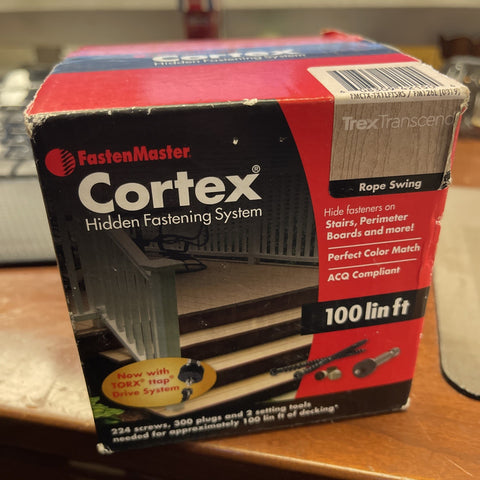 Cortex
Hidden Fastening System
TrexTranscend
Rope Swing
FastenMaster
Cortex®
Hidden Fastening System
Hide fasteners on
Stairs, Perimeter
Boards and more!
Perfect Color Match
ACQ Compliant
100 lin ft
Now with
TORX® ttap®
Drive System
224 screws, 300 plugs and 2 setting tools
needed for approximately 100 lin ft of decking*